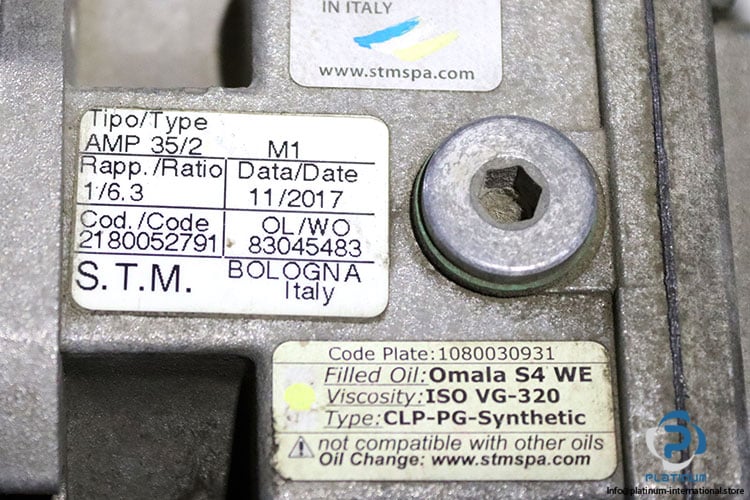 IN ITALY
www.stmspa.com
Tipo/Type
AMP 35/2 M1
Rapp./Ratio Data/Date
1/6.3 11/2017
Cod./Code OL/WO
2180052791 83045483
S.T.M. BOLOGNA
Italy
Code Plate:1080030931
Filled Oil:Omala S4 WE
Viscosity:ISO VG-320
Type:CLP-PG-Synthetic
not compatible with other oils
Oil Change: www.stmspa.com
PLATINUM
Info@platinum-international.store